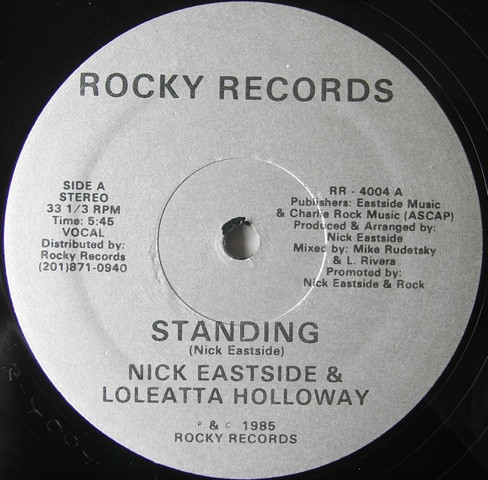 ROCKY RECORDS
SIDE A
STEREO
33 1/3 RPM
Time: 5:45
VOCAL
Distributed by:
Rocky Records
(201)871-0940
RR - 4004 A
Publishers: Eastside Music
& Charlie Rock Music (ASCAP)
Produced & Arranged by:
Nick Eastside
Mixed by: Mike Rudetsky
& L. Rivera
Promoted by:
Nick Eastside & Rock
STANDING
(Nick Eastside)
NICK EASTSIDE &
LOLEATTA HOLLOWAY
℗ & © 1985
ROCKY RECORDS